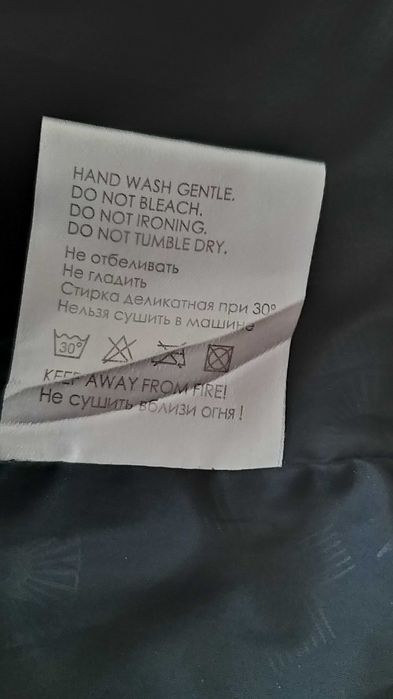 HAND WASH GENTLE.
DO NOT BLEACH.
DO NOT IRONING.
DO NOT TUMBLE DRY.
Не отбеливать
Не гладить
Стирка деликатная при 30°
Нельзя сушить в машине
30°
KEEP AWAY FROM FIRE!
Не сушить вблизи огня !